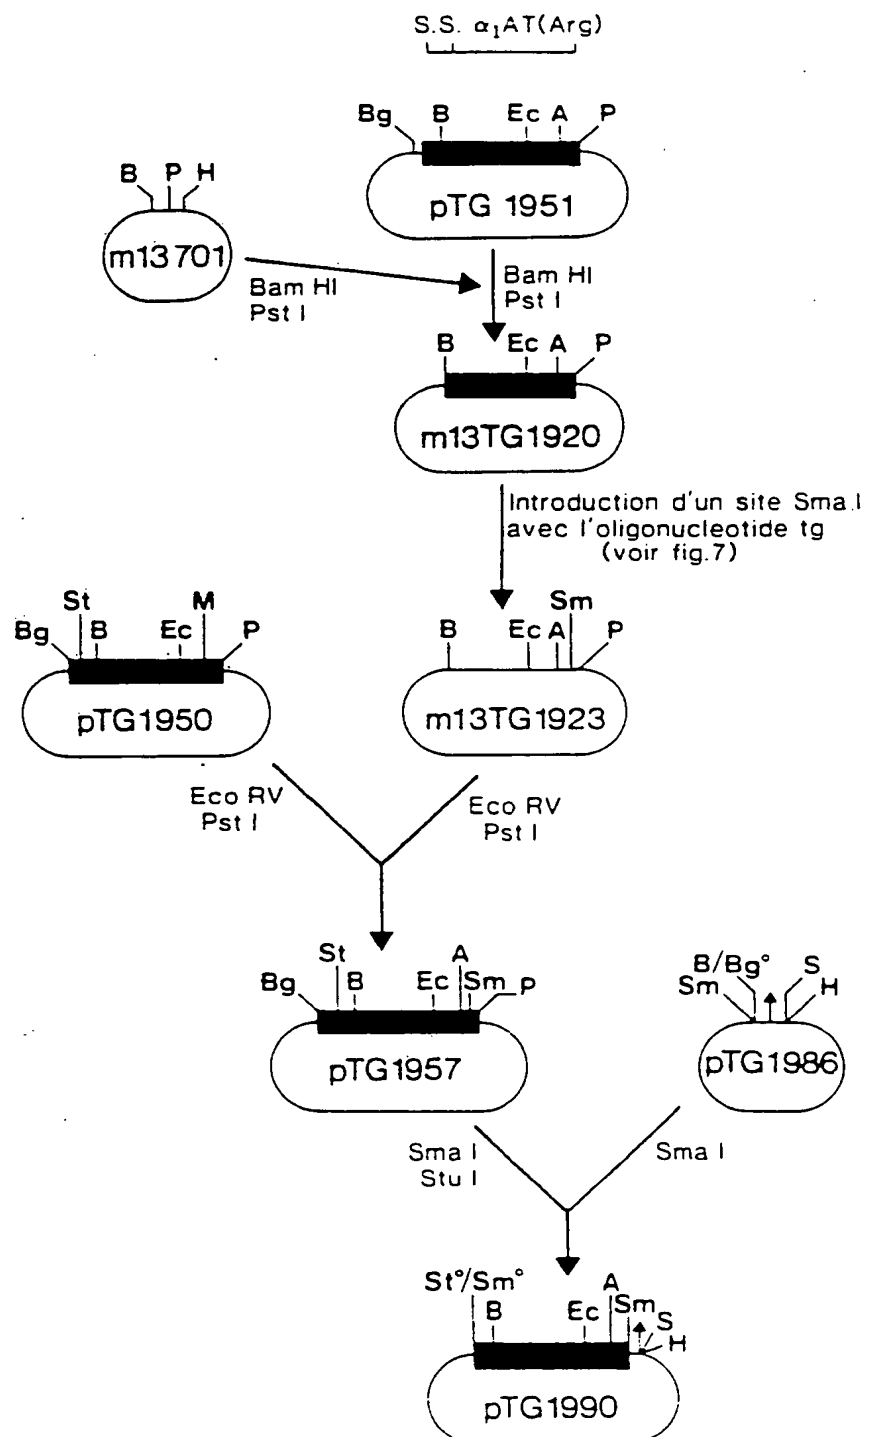 S.S. α₁AT(Arg)
Bg B Ec A P
B P H
pTG 1951
m13701
Bam HI
Pst I
Bam HI
Pst I
B Ec A P
m13TG1920
Introduction d'un site Sma I
avec l'oligonucleotide tg
(voir fig.7)
St M
Bg B Ec P
Sm
B Ec A P
pTG1950
m13TG1923
Eco RV
Pst I
Eco RV
Pst I
St A
Bg B Ec Sm P
B/Bg° S
Sm H
pTG1957
pTG1986
Sma I
Stu I
Sma I
St°/Sm° A
B Ec Sm S
H
pTG1990